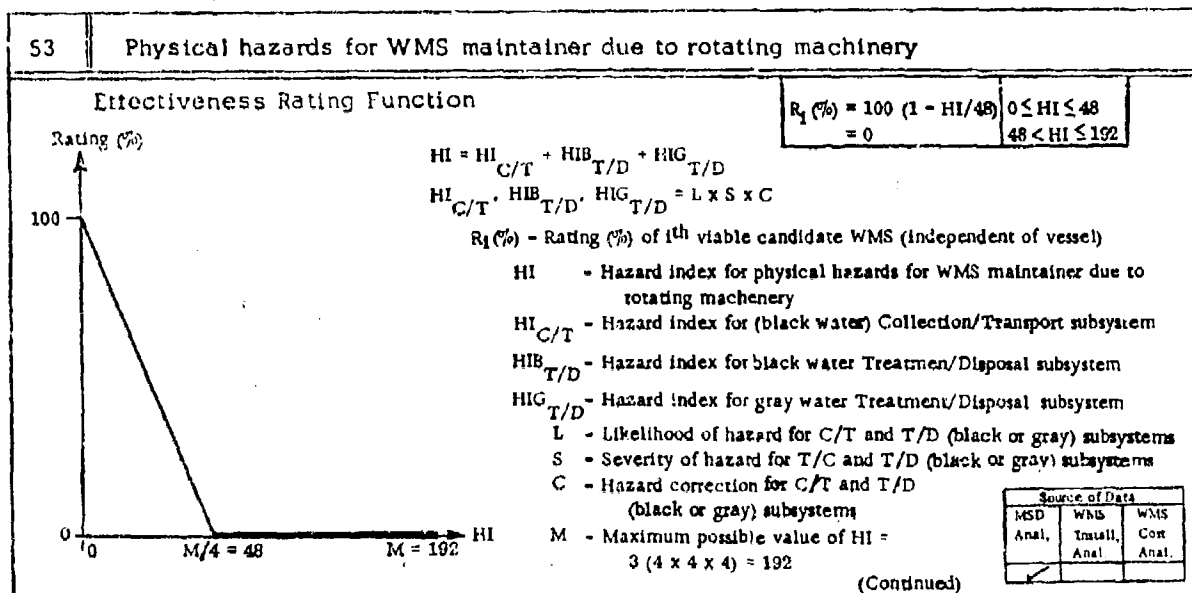 53 Physical hazards for WMS maintainer due to rotating machinery
Effectiveness Rating Function
R_i (%) = 100 (1 - HI/48) 0 ≤ HI ≤ 48
= 0 48 < HI ≤ 192
Rating (%)
HI = HI_C/T + HIB_T/D + HIG_T/D
HI_C/T, HIB_T/D, HIG_T/D = L x S x C
100
R_i (%) - Rating (%) of ith viable candidate WMS (independent of vessel)
HI - Hazard index for physical hazards for WMS maintainer due to
rotating machenery
HI_C/T - Hazard index for (black water) Collection/Transport subsystem
HIB_T/D - Hazard index for black water Treatmen/Disposal subsystem
HIG_T/D - Hazard index for gray water Treatment/Disposal subsystem
L - Likelihood of hazard for C/T and T/D (black or gray) subsystems
S - Severity of hazard for T/C and T/D (black or gray) subsystems
C - Hazard correction for C/T and T/D
(black or gray) subsystems
0 HI
0 M/4 = 48 M = 192
M - Maximum possible value of HI =
3 (4 x 4 x 4) = 192
(Continued)
Source of Data
MSD WMS WMS
Anal. Install. Cost
Anal. Anal.
✓